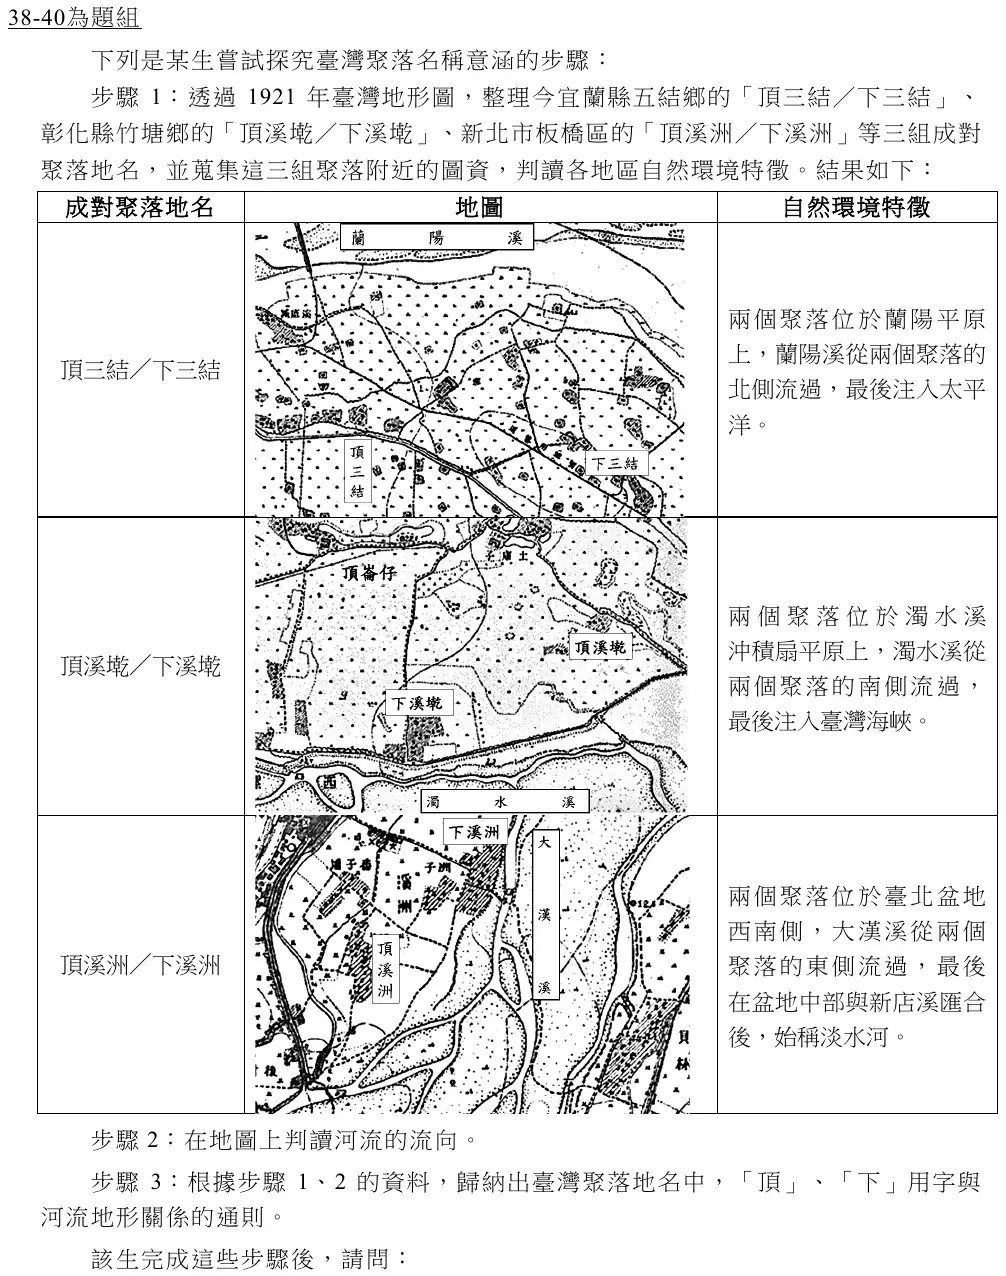 38-40為題組
下列是某生嘗試探究臺灣聚落名稱意涵的步驟：
步驟 1：透過 1921 年臺灣地形圖，整理今宜蘭縣五結鄉的「頂三結／下三結」、
彰化縣竹塘鄉的「頂溪墘／下溪墘」、新北市板橋區的「頂溪洲／下溪洲」等三組成對
聚落地名，並蒐集這三組聚落附近的圖資，判讀各地區自然環境特徵。結果如下：
成對聚落地名
地圖
自然環境特徵
頂三結／下三結
蘭陽溪
頂三結
下三結
兩個聚落位於蘭陽平原
上，蘭陽溪從兩個聚落的
北側流過，最後注入太平
洋。
頂溪墘／下溪墘
頂崙仔
土庫子
頂溪墘
下溪墘
西
濁水溪
兩個聚落位於濁水溪
沖積扇平原上，濁水溪從
兩個聚落的南側流過，
最後注入臺灣海峽。
頂溪洲／下溪洲
下溪洲
大漢溪
子洲
溪洲
頂溪洲
後
兩個聚落位於臺北盆地
西南側，大漢溪從兩個
聚落的東側流過，最後
在盆地中部與新店溪匯合
後，始稱淡水河。
步驟 2：在地圖上判讀河流的流向。
步驟 3：根據步驟 1、2 的資料，歸納出臺灣聚落地名中，「頂」、「下」用字與
河流地形關係的通則。
該生完成這些步驟後，請問：